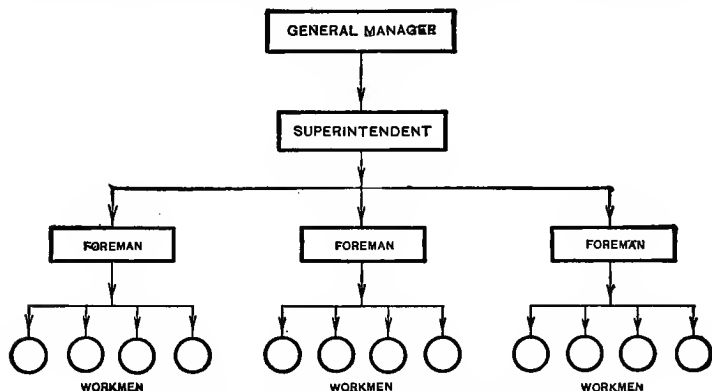 GENERAL MANAGER
SUPERINTENDENT
FOREMAN
FOREMAN
FOREMAN
WORKMEN
WORKMEN
WORKMEN